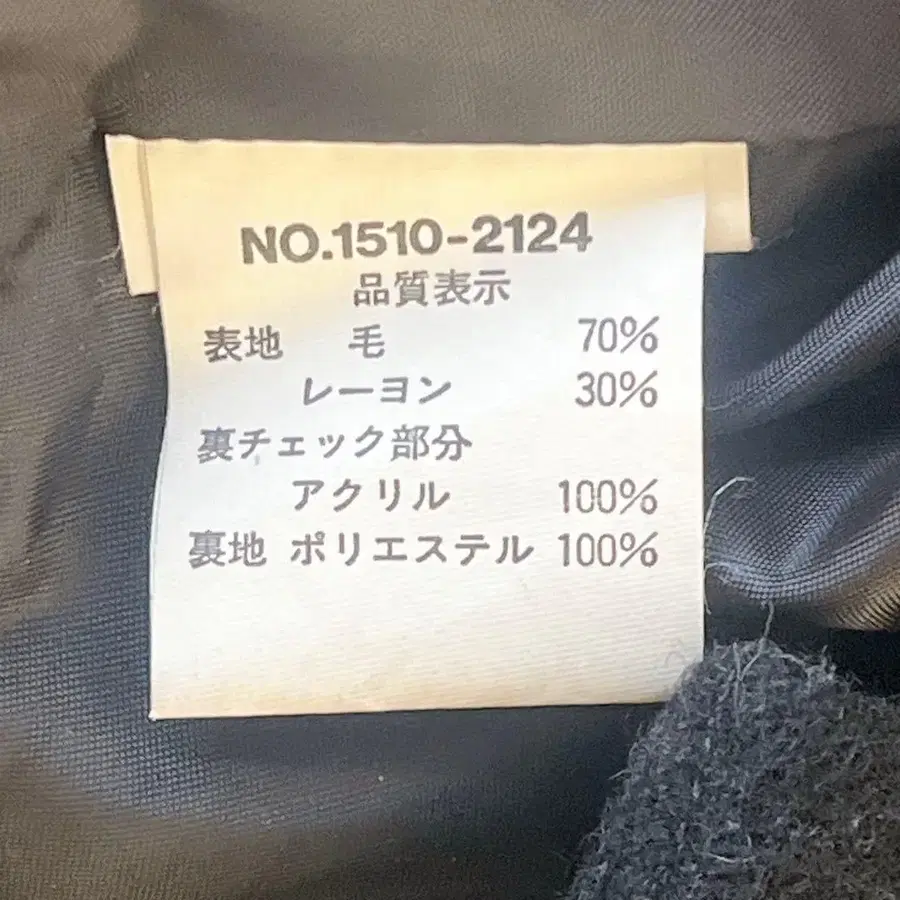 NO.1510-2124
品質表示
表地 毛 70%
レーヨン 30%
裏チェック部分
アクリル 100%
裏地 ポリエステル 100%